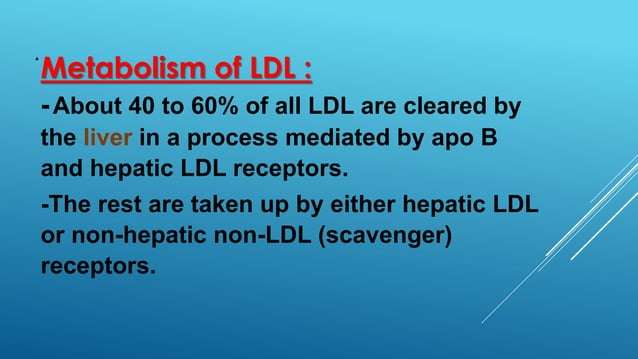 Metabolism of LDL :
- About 40 to 60% of all LDL are cleared by
the liver in a process mediated by apo B
and hepatic LDL receptors.
-The rest are taken up by either hepatic LDL
or non-hepatic non-LDL (scavenger)
receptors.